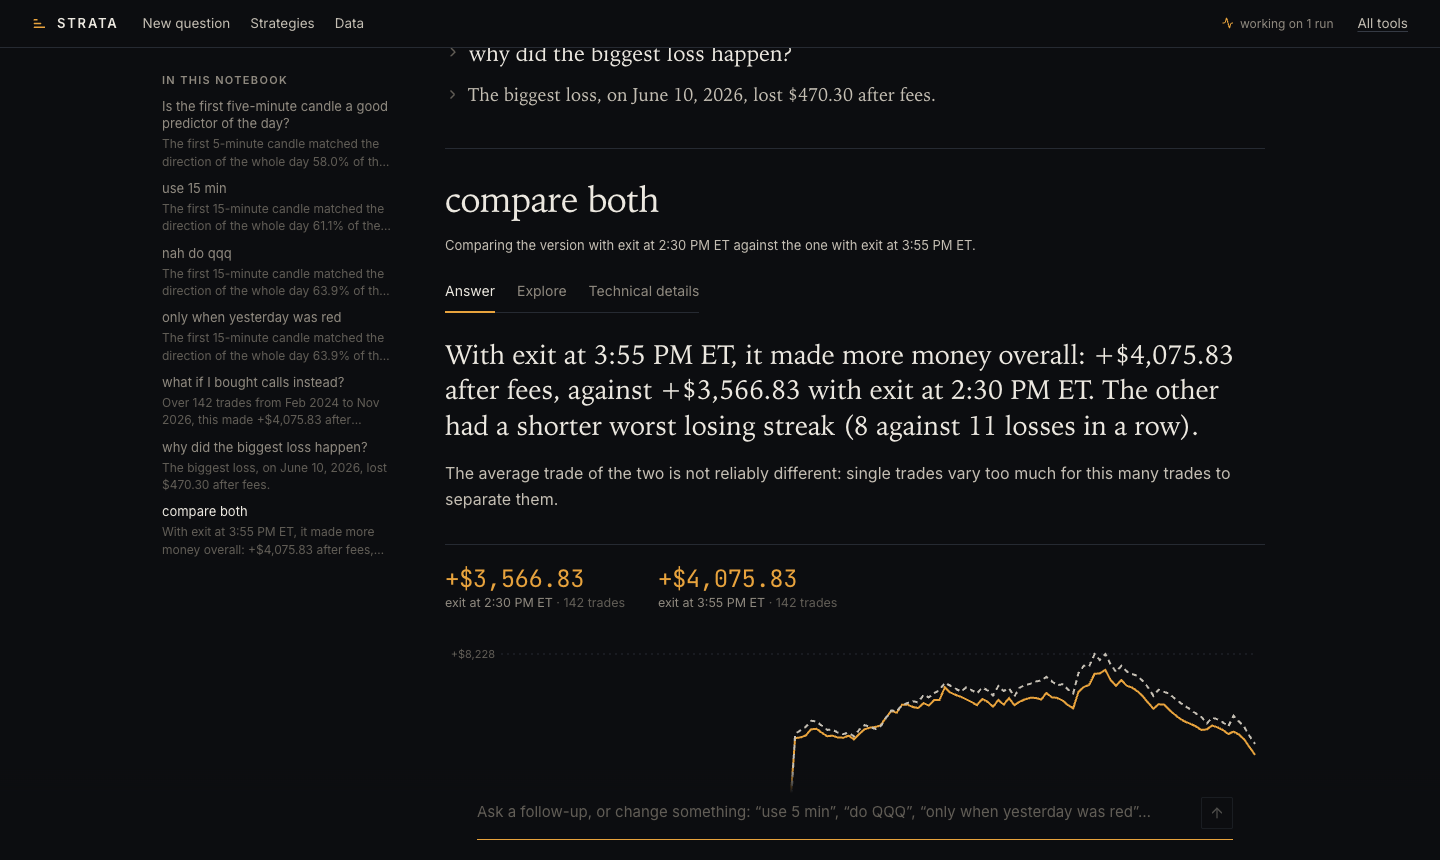 STRATA
New question
Strategies
Data
working on 1 run
All tools
IN THIS NOTEBOOK
Is the first five-minute candle a good
predictor of the day?
The first 5-minute candle matched the
direction of the whole day 58.0% of th...
use 15 min
The first 15-minute candle matched the
direction of the whole day 61.1% of the...
nah do qqq
The first 15-minute candle matched the
direction of the whole day 63.9% of th...
only when yesterday was red
The first 15-minute candle matched the
direction of the whole day 63.9% of th...
what if I bought calls instead?
Over 142 trades from Feb 2024 to Nov
2026, this made +$4,075.83 after...
why did the biggest loss happen?
The biggest loss, on June 10, 2026, lost
$470.30 after fees.
compare both
With exit at 3:55 PM ET, it made more
money overall: +$4,075.83 after fees,...
why did the biggest loss happen?
The biggest loss, on June 10, 2026, lost $470.30 after fees.
compare both
Comparing the version with exit at 2:30 PM ET against the one with exit at 3:55 PM ET.
Answer
Explore
Technical details
With exit at 3:55 PM ET, it made more money overall: +$4,075.83
after fees, against +$3,566.83 with exit at 2:30 PM ET. The other
had a shorter worst losing streak (8 against 11 losses in a row).
The average trade of the two is not reliably different: single trades vary too much for this many trades to
separate them.
+$3,566.83
exit at 2:30 PM ET · 142 trades
+$4,075.83
exit at 3:55 PM ET · 142 trades
+$8,228
Ask a follow-up, or change something: “use 5 min”, “do QQQ”, “only when yesterday was red”...